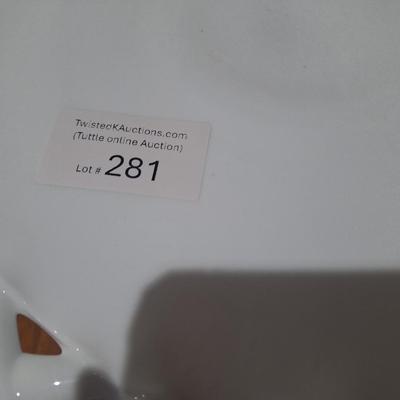 TwistedKAuctions.com
(Tuttle online Auction)
Lot # 281